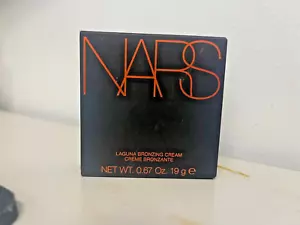 NARS
LAGUNA BRONZING CREAM
CRÈME BRONZANTE
NET WT. 0.67 Oz. 19 g ℮